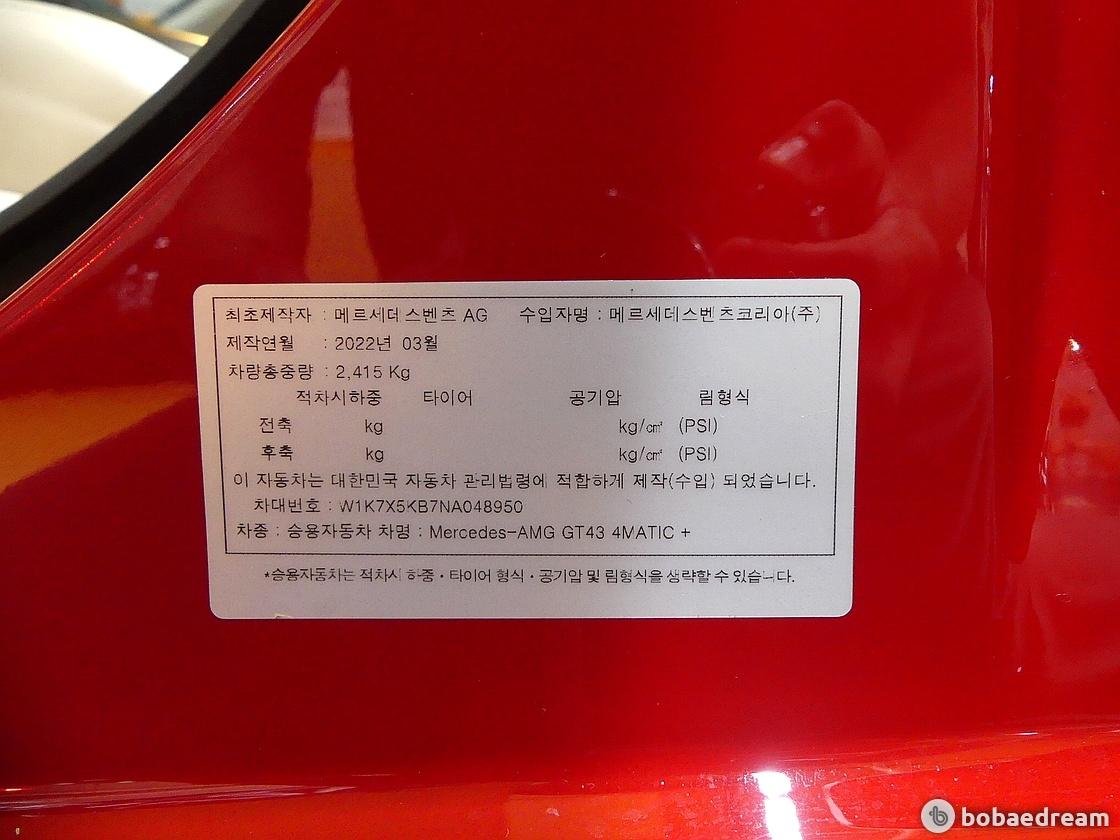 최초제작자 : 메르세데스벤츠 AG 수입자명 : 메르세데스벤츠코리아(주)
제작연월 : 2022년 03월
차량총중량 : 2,415 Kg
적차시하중 타이어 공기압 림형식
전축 kg kg/㎠ (PSI)
후축 kg kg/㎠ (PSI)
이 자동차는 대한민국 자동차 관리법령에 적합하게 제작(수입) 되었습니다.
차대번호 : W1K7X5KB7NA048950
차종 : 승용자동차 차명 : Mercedes-AMG GT43 4MATIC +
*승용자동차는 적차시 하중·타이어 형식·공기압 및 림형식을 생략할 수 있습니다.
bobaedream